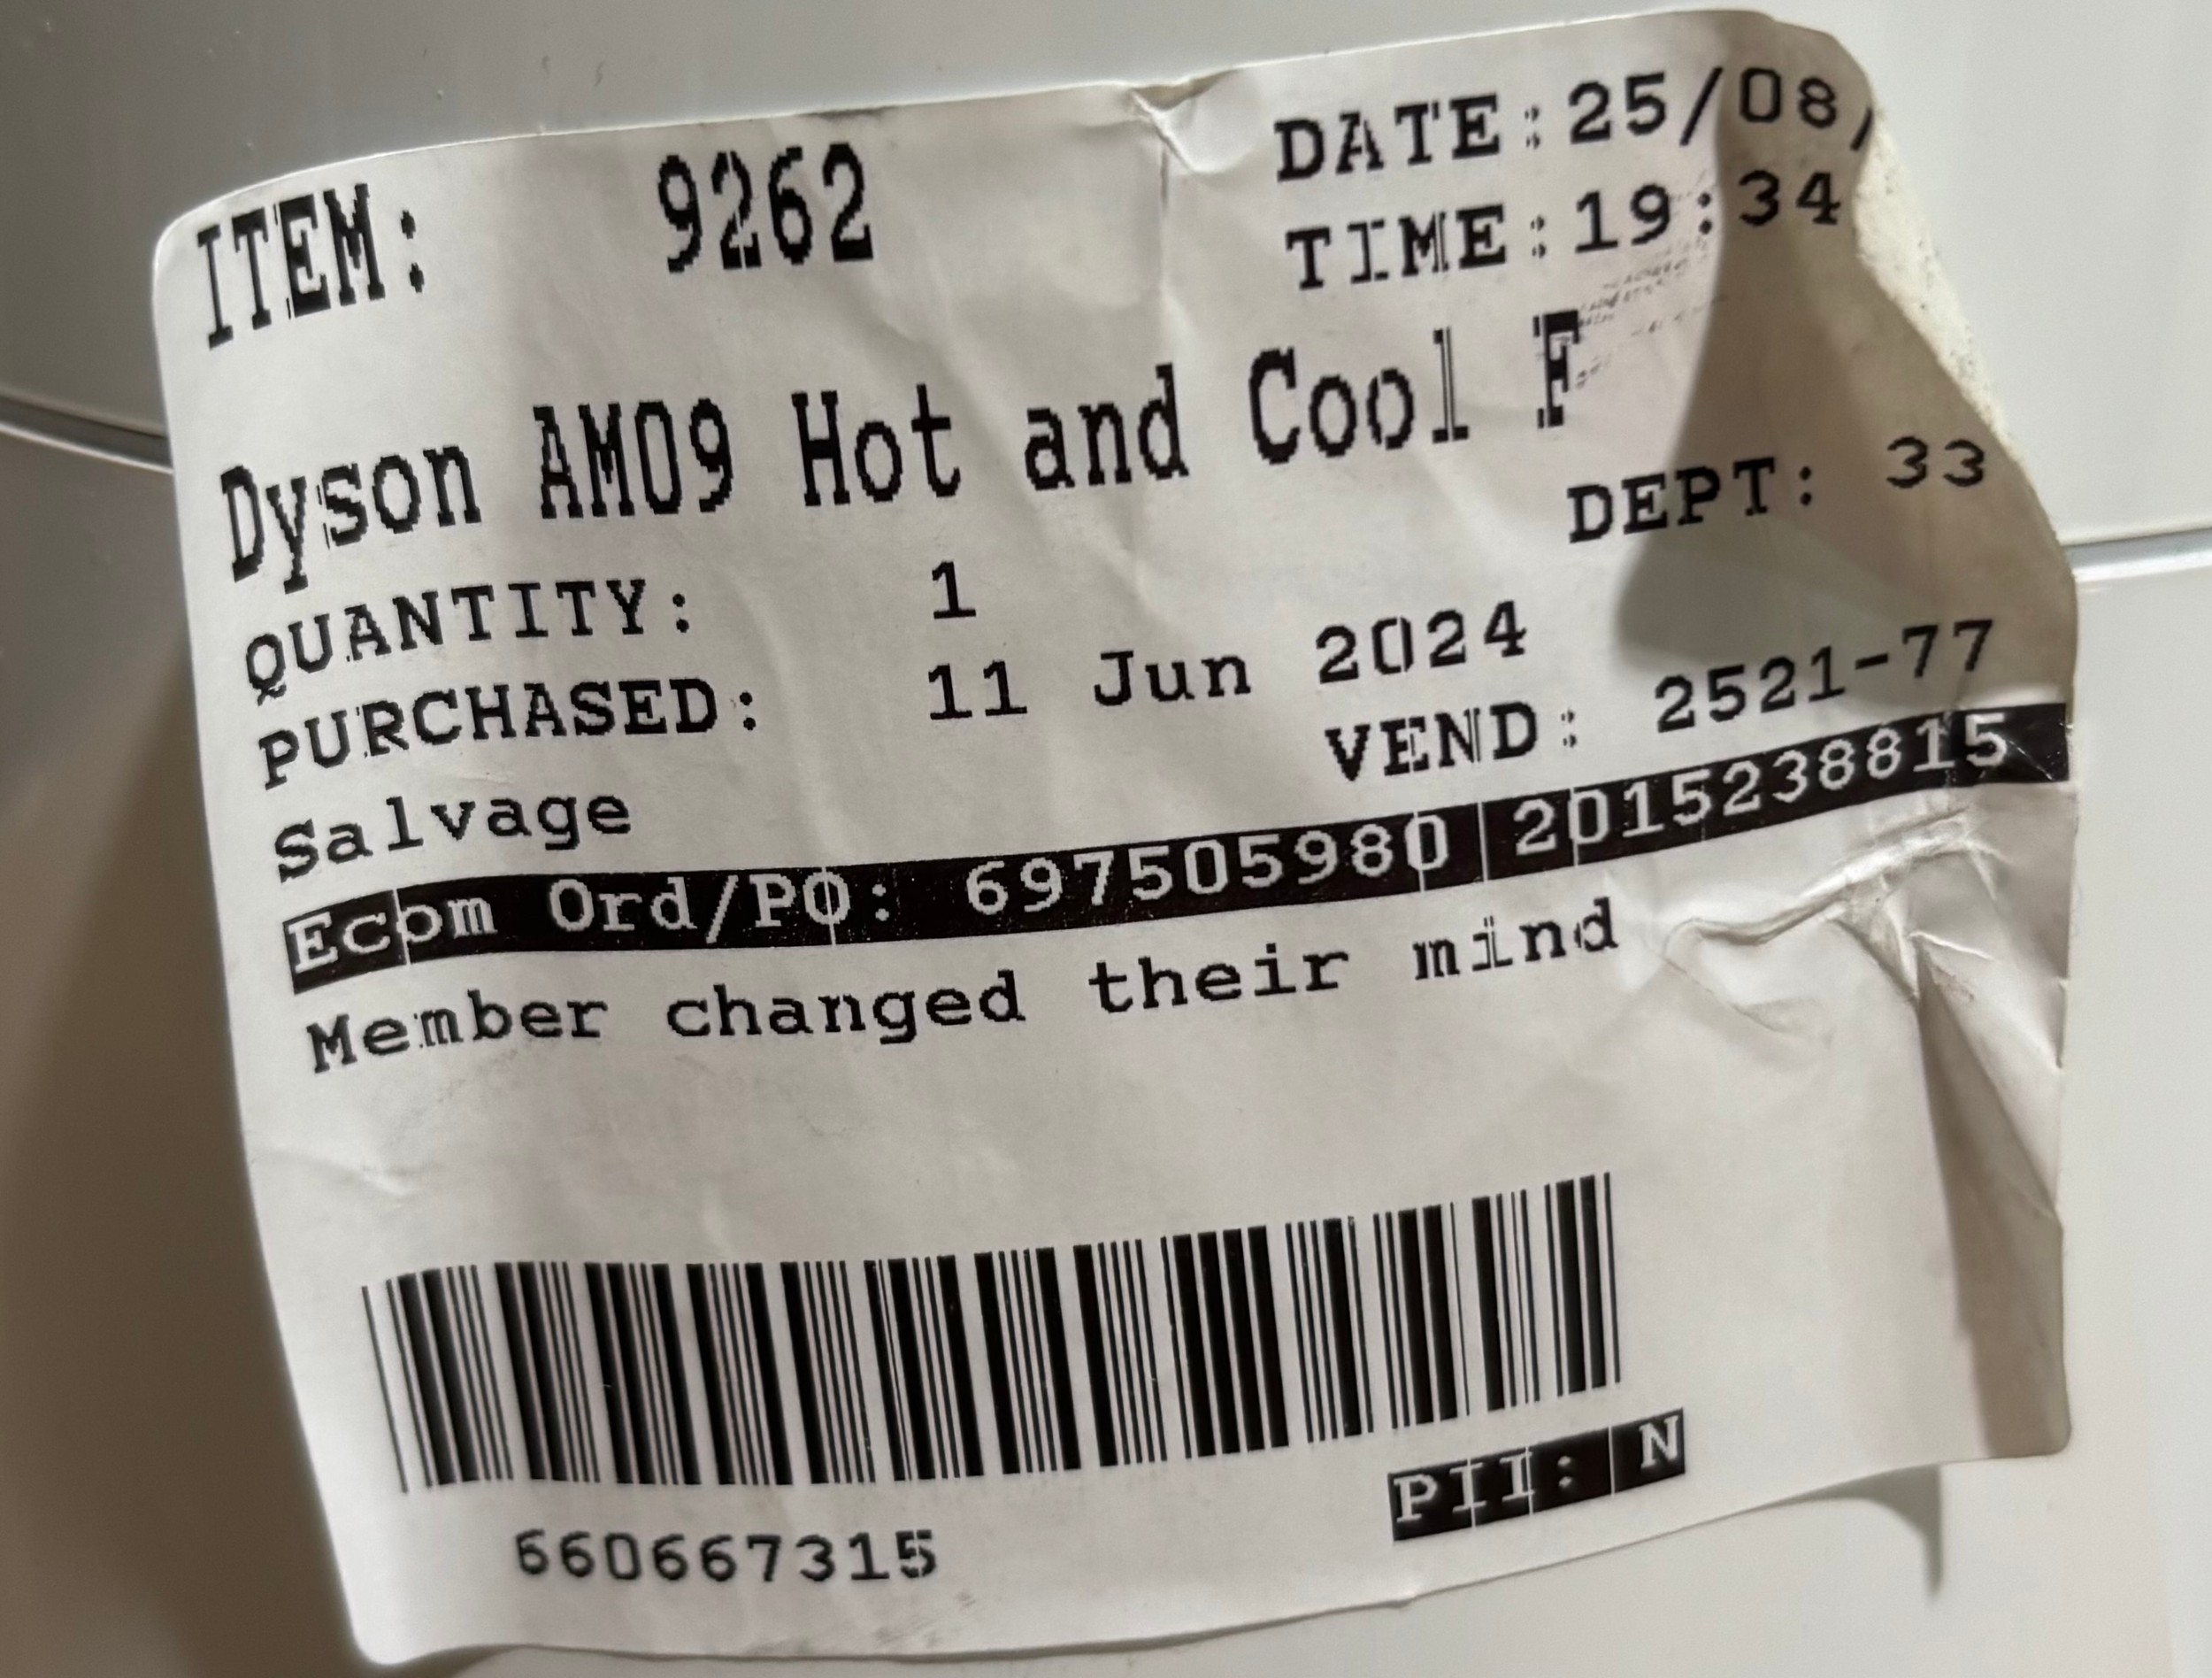 ITEM: 9262
DATE:25/08/
TIME:19:34
Dyson AM09 Hot and Cool F
DEPT: 33
QUANTITY: 1
PURCHASED: 11 Jun 2024
VEND: 2521-77
Salvage
Ecom Ord/PO: 697505980 2015238815
Member changed their mind
660667315
PII: N